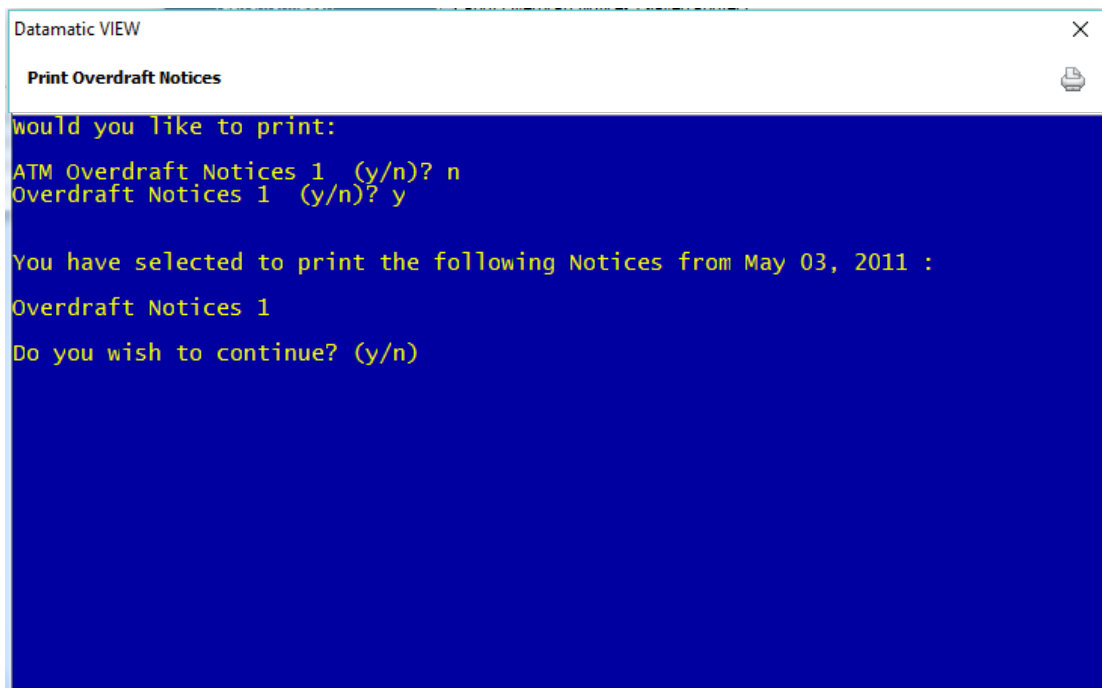 Datamatic VIEW
Print Overdraft Notices
Would you like to print:
ATM Overdraft Notices 1  (y/n)? n
Overdraft Notices 1  (y/n)? y
You have selected to print the following Notices from May 03, 2011 :
Overdraft Notices 1
Do you wish to continue? (y/n)